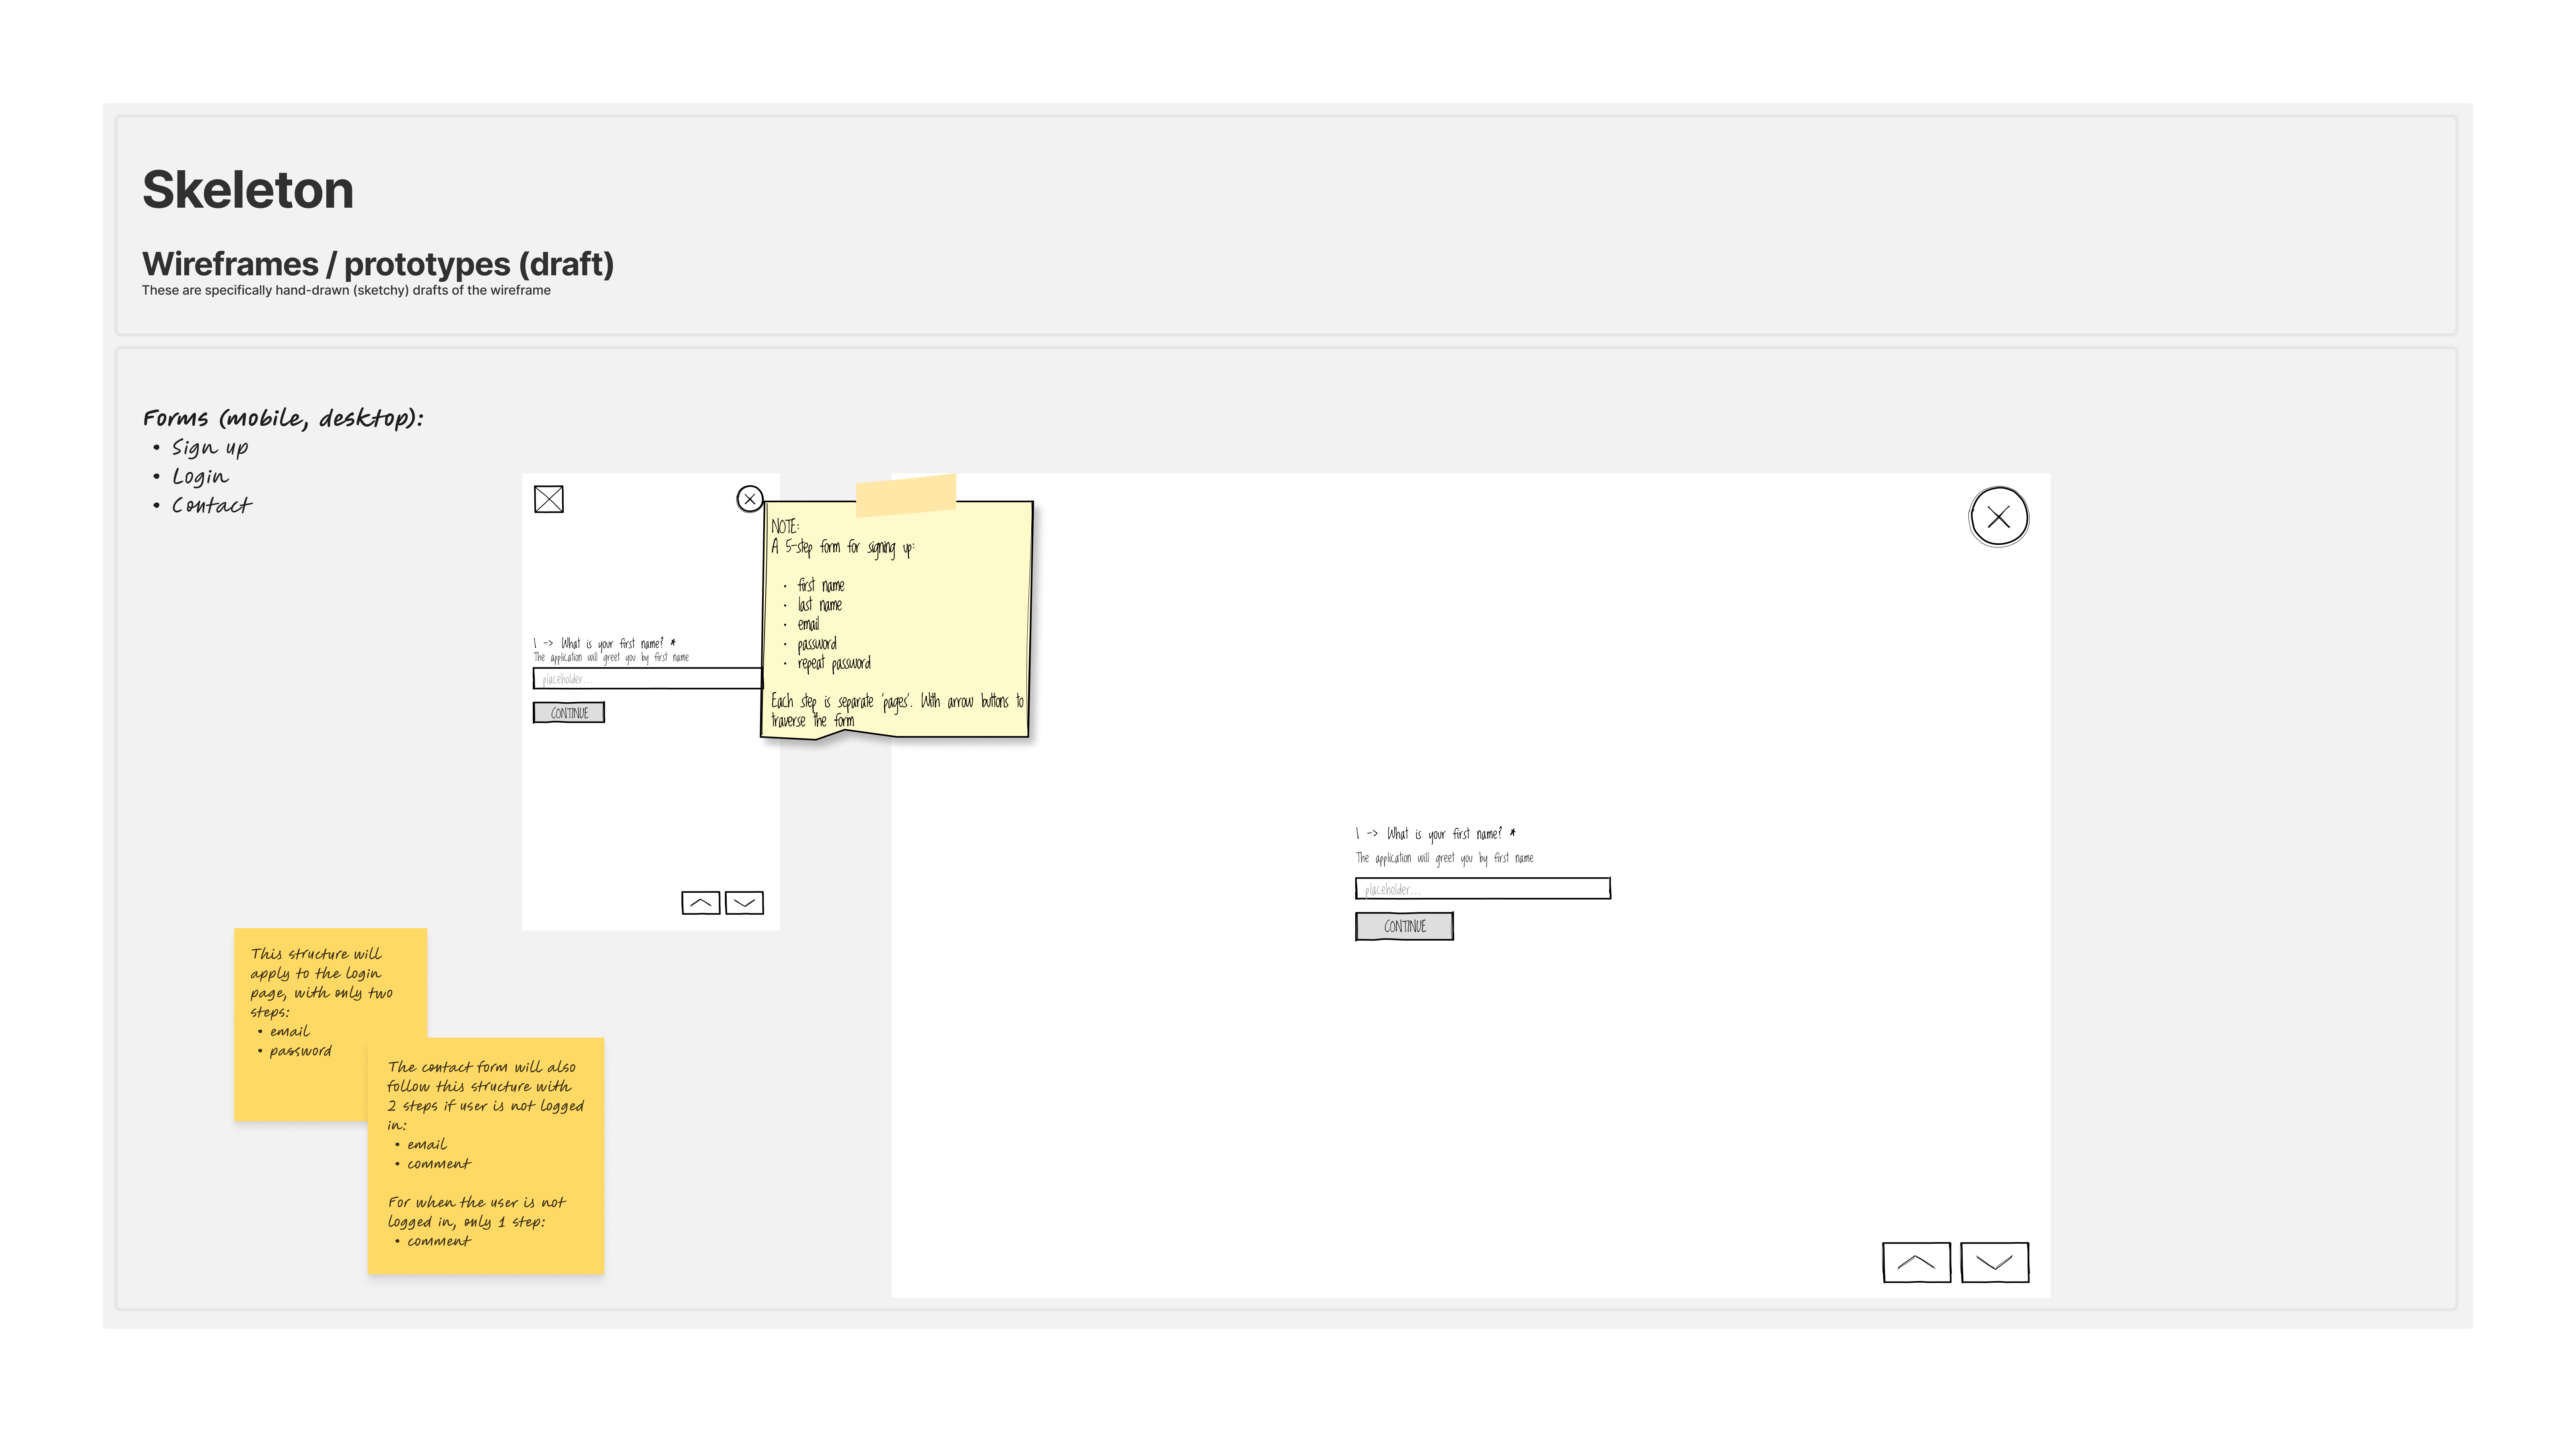 Skeleton
Wireframes / prototypes (draft)
These are specifically hand-drawn (sketchy) drafts of the wireframe
Forms (mobile, desktop):
• Sign up
• Login
• Contact
1 -> What is your first name? *
The application will greet you by first name
placeholder...
CONTINUE
NOTE:
A 5-step form for signing up:
· first name
· last name
· email
· password
· repeat password
Each step is separate 'pages'. With arrow buttons to
traverse the form
1 -> What is your first name? *
The application will greet you by first name
placeholder...
CONTINUE
This structure will
apply to the login
page, with only two
steps:
• email
• password
The contact form will also
follow this structure with
2 steps if user is not logged
in:
• email
• comment
For when the user is not
logged in, only 1 step:
• comment